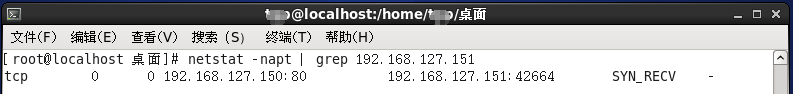 @localhost:/home/ /桌面
文件(F) 编辑(E) 查看(V) 搜索 (S) 终端(T) 帮助(H)
[root@localhost 桌面]# netstat -napt | grep 192.168.127.151
tcp 0 0 192.168.127.150:80 192.168.127.151:42664 SYN_RECV -